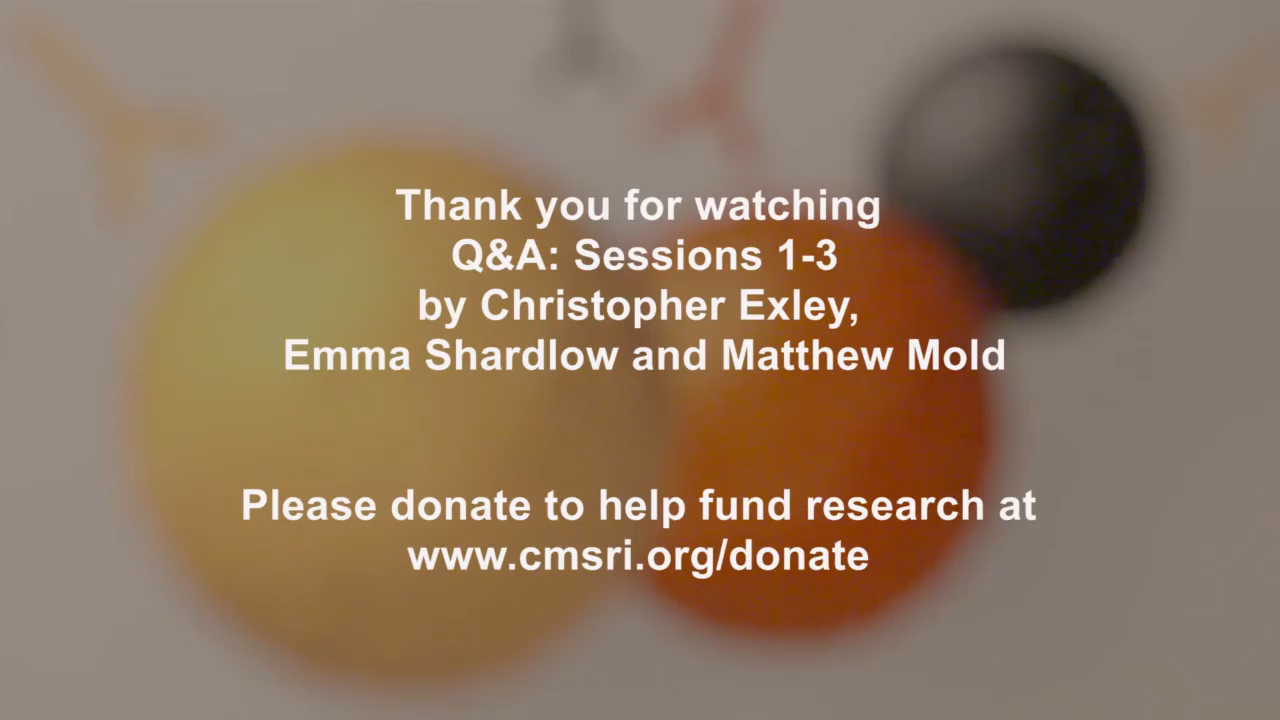 Thank you for watching
Q&A: Sessions 1-3
by Christopher Exley,
Emma Shardlow and Matthew Mold
Please donate to help fund research at
www.cmsri.org/donate